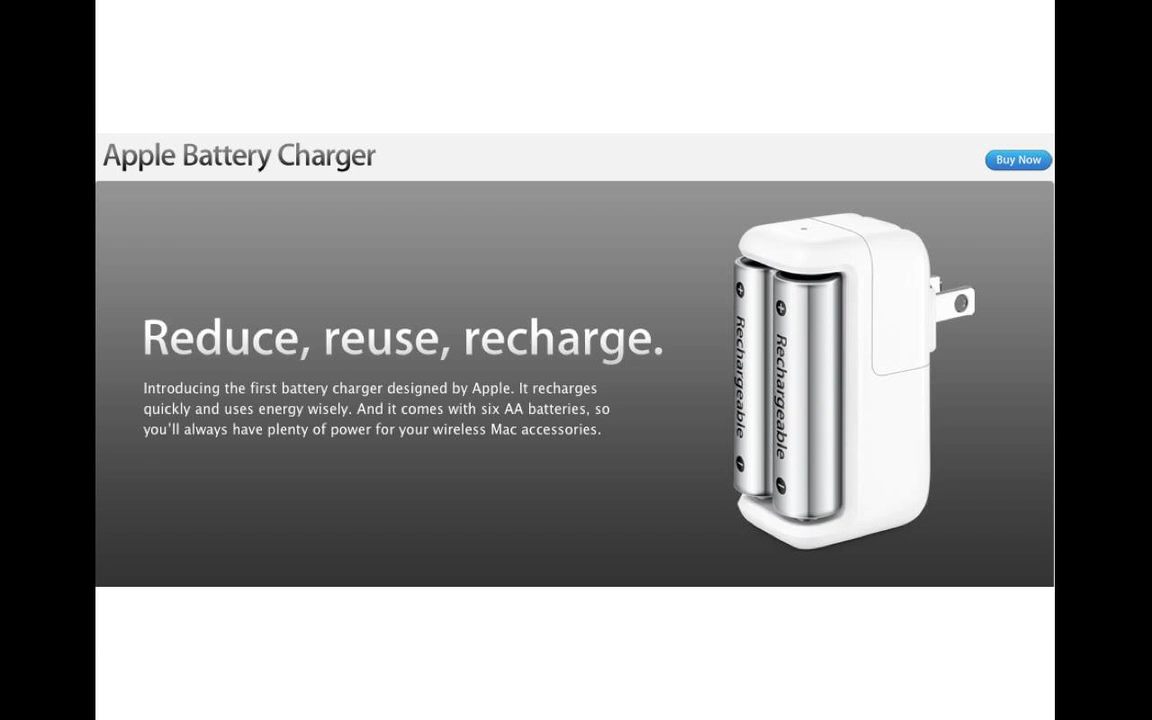 Apple Battery Charger
Buy Now
Reduce, reuse, recharge.
Introducing the first battery charger designed by Apple. It recharges
quickly and uses energy wisely. And it comes with six AA batteries, so
you’ll always have plenty of power for your wireless Mac accessories.
+ Rechargeable −
+ Rechargeable −